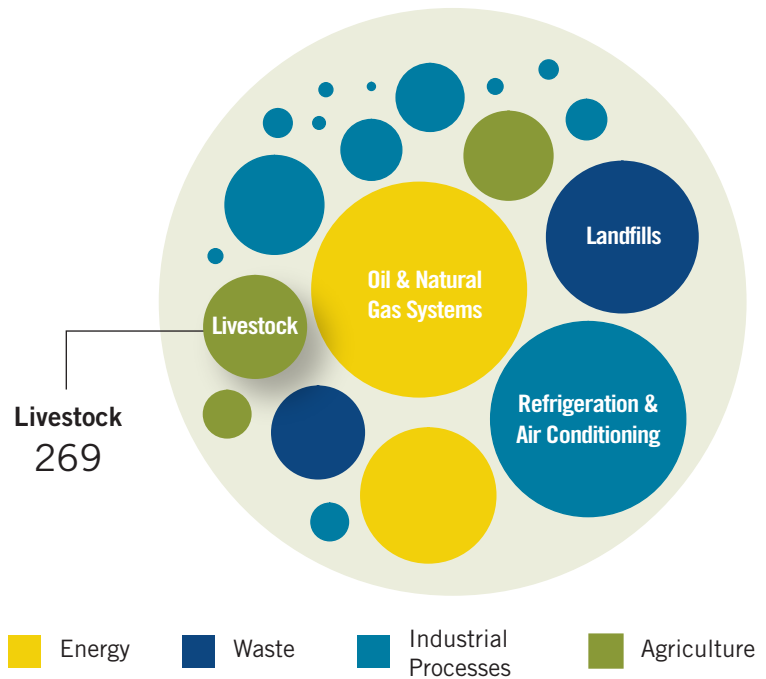 Landfills
Oil & Natural
Gas Systems
Livestock
Refrigeration &
Air Conditioning
Livestock
269
Energy
Waste
Industrial
Processes
Agriculture